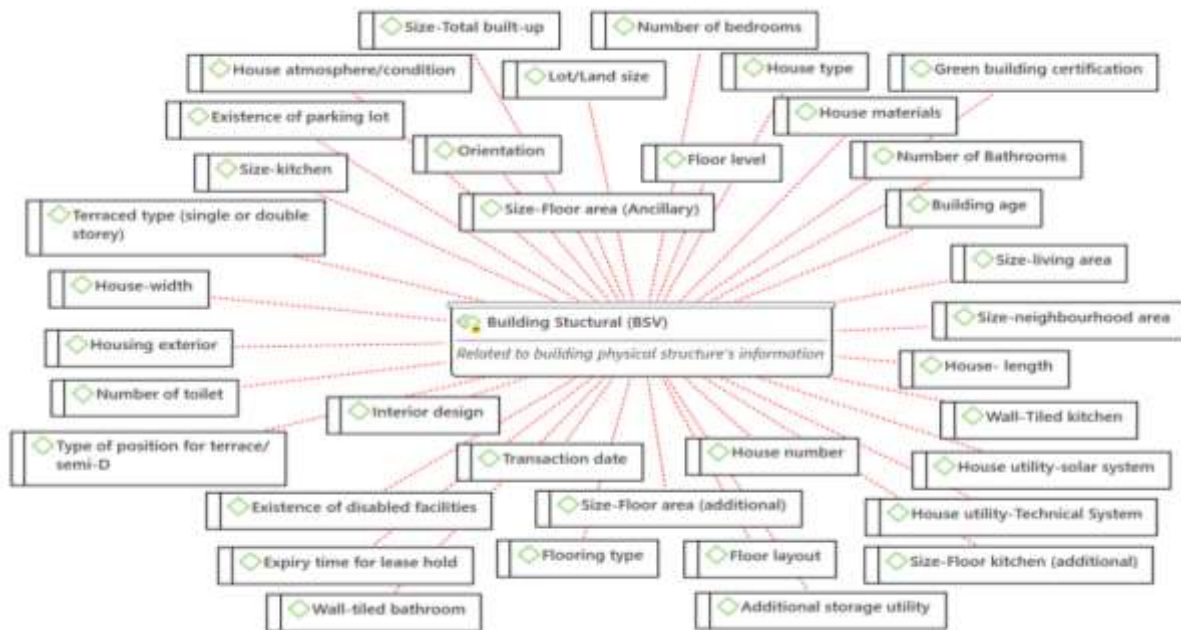 Size-Total built-up
Number of bedrooms
House atmosphere/condition
Lot/Land size
House type
Green building certification
Existence of parking lot
House materials
Orientation
Floor level
Number of Bathrooms
Size-kitchen
Terraced type (single or double
storey)
Size-Floor area (Ancillary)
Building age
Size-living area
House-width
Building Stuctural (BSV)
Related to building physical structure's information
Size-neighbourhood area
Housing exterior
House- length
Number of toilet
Interior design
Wall-Tiled kitchen
Type of position for terrace/
semi-D
Transaction date
House number
House utility-solar system
Existence of disabled facilities
Size-Floor area (additional)
House utility-Technical System
Expiry time for lease hold
Flooring type
Floor layout
Size-Floor kitchen (additional)
Wall-tiled bathroom
Additional storage utility